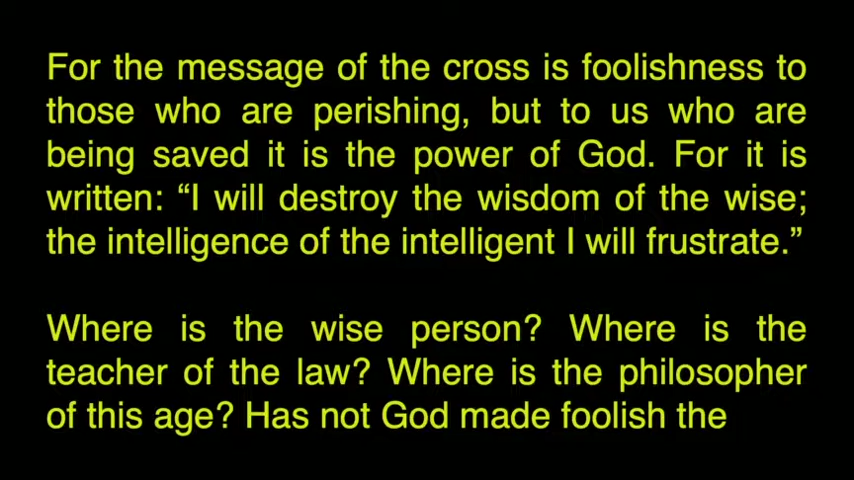 For the message of the cross is foolishness to
those who are perishing, but to us who are
being saved it is the power of God. For it is
written: “I will destroy the wisdom of the wise;
the intelligence of the intelligent I will frustrate.”
Where is the wise person? Where is the
teacher of the law? Where is the philosopher
of this age? Has not God made foolish the